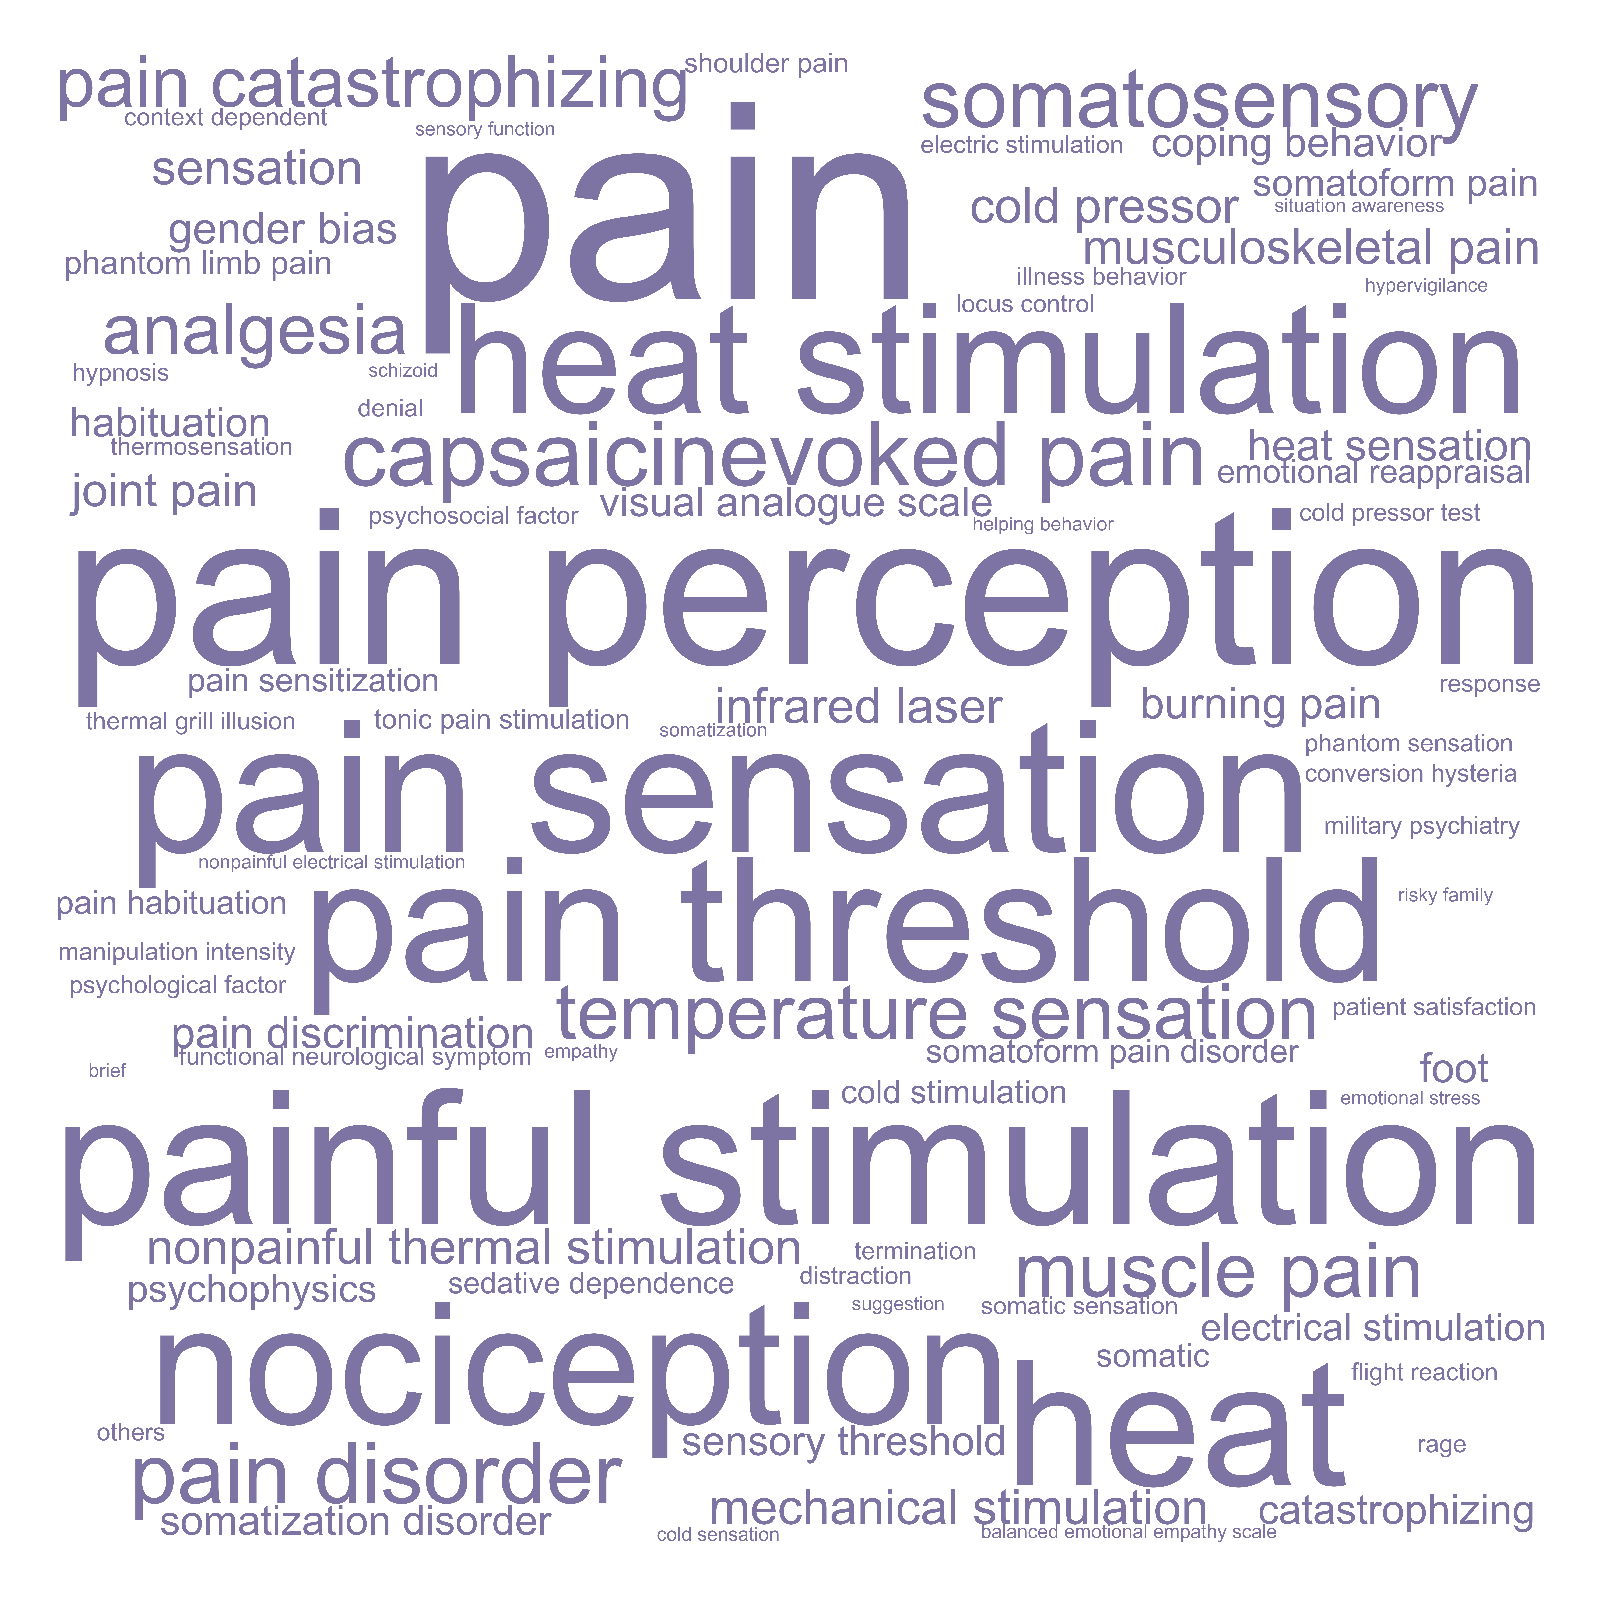 pain catastrophizing
shoulder pain
somatosensory
context dependent
sensory function
pain
electric stimulation
coping behavior
sensation
somatoform pain
cold pressor
situation awareness
gender bias
musculoskeletal pain
phantom limb pain
illness behavior
hypervigilance
locus control
analgesia
heat stimulation
hypnosis
schizoid
denial
habituation
thermosensation
capsaicinevoked pain
heat sensation
emotional reappraisal
joint pain
visual analogue scale
psychosocial factor
helping behavior
cold pressor test
pain perception
pain sensitization
infrared laser
burning pain
response
thermal grill illusion
tonic pain stimulation
somatization
phantom sensation
pain sensation
conversion hysteria
military psychiatry
nonpainful electrical stimulation
pain habituation
pain threshold
risky family
manipulation intensity
psychological factor
temperature sensation
patient satisfaction
pain discrimination
functional neurological symptom
empathy
somatoform pain disorder
brief
foot
cold stimulation
emotional stress
painful stimulation
nonpainful thermal stimulation
termination
muscle pain
psychophysics
sedative dependence
distraction
suggestion
somatic sensation
electrical stimulation
nociception
somatic
flight reaction
heat
others
sensory threshold
rage
pain disorder
mechanical stimulation
catastrophizing
somatization disorder
cold sensation
balanced emotional empathy scale